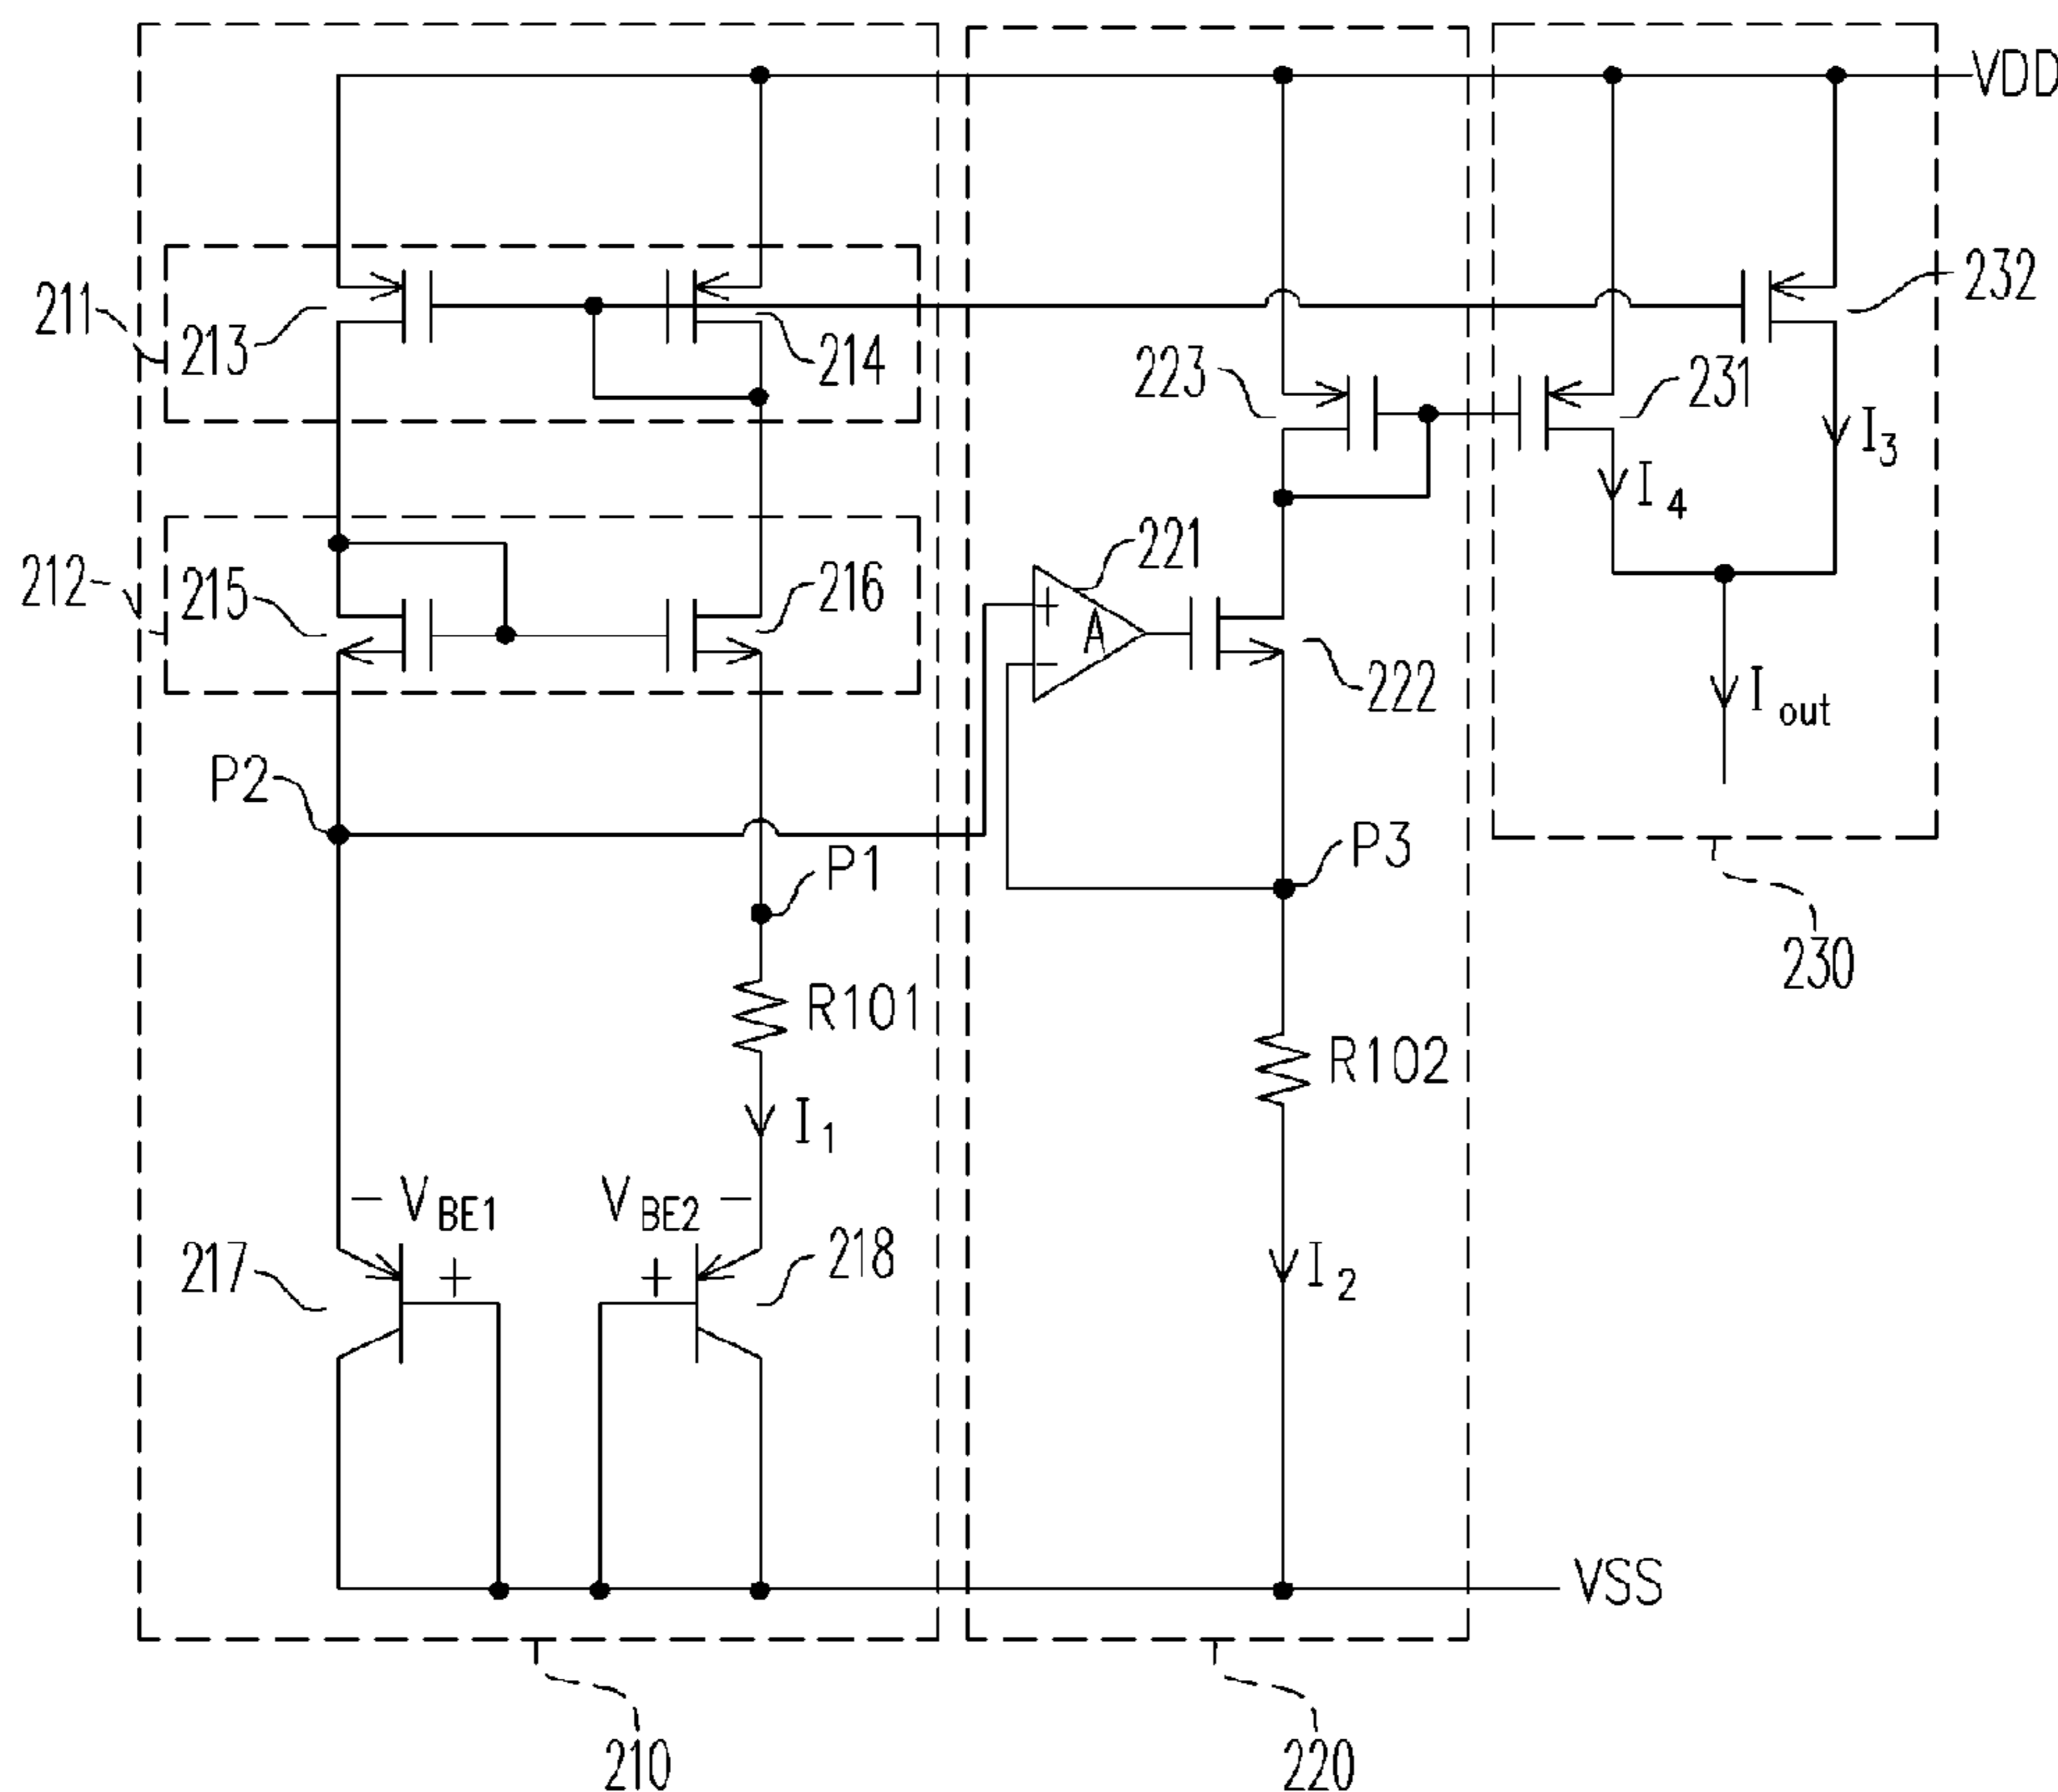 VDD
211
213
214
232
223
231
I3
I4
212
215
216
221
+
A
−
222
Iout
P2
P1
P3
230
R101
R102
I1
− VBE1
VBE2 −
217
+
+
218
I2
VSS
210
220